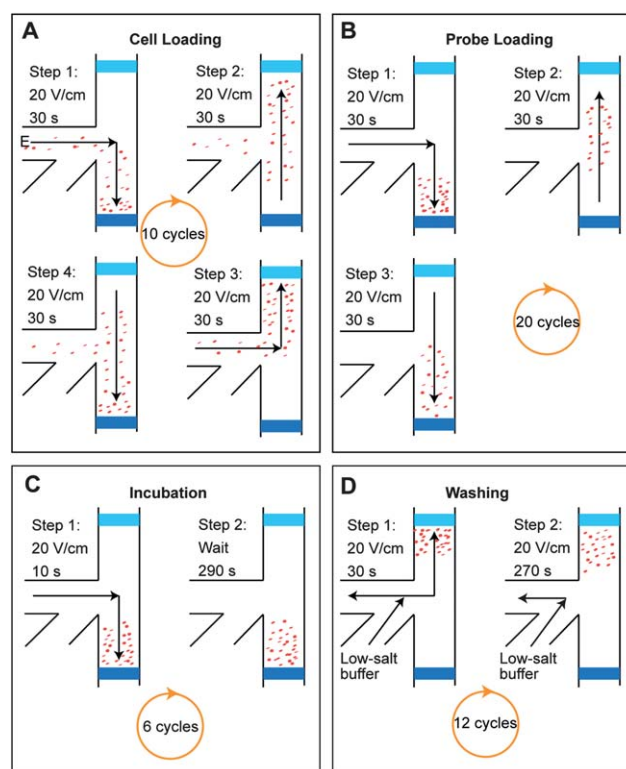 A
Cell Loading
Step 1:
20 V/cm
30 s
E
Step 2:
20 V/cm
30 s
10 cycles
Step 4:
20 V/cm
30 s
Step 3:
20 V/cm
30 s
B
Probe Loading
Step 1:
20 V/cm
30 s
Step 2:
20 V/cm
30 s
Step 3:
20 V/cm
30 s
20 cycles
C
Incubation
Step 1:
20 V/cm
10 s
Step 2:
Wait
290 s
6 cycles
D
Washing
Step 1:
20 V/cm
30 s
Low-salt
buffer
Step 2:
20 V/cm
270 s
Low-salt
buffer
12 cycles